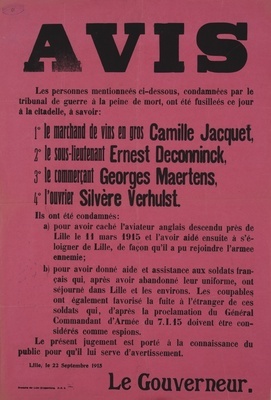 AVIS
Les personnes mentionnées ci-dessous, condamnées par le
tribunal de guerre à la peine de mort, ont été fusilleés ce jour
à la citadelle, à savoir:
1° le marchand de vins en gros Camille Jacquet,
2° le sous-lieutenant Ernest Deconninck,
3° le commerçant Georges Maertens,
4° l'ouvrier Silvère Verhulst.
Ils ont été condamnés:
a) pour avoir caché l'aviateur anglais descendu près de
Lille le 11 mars 1915 et l'avoir aidé ensuite à s'é-
loigner de Lille, de façon qu'il a pu rejoindre l'armee
ennemie;
b) pour avoir donné aide et assistance aux soldats fran-
çais qui, après avoir abandonné leur uniforme, ont
séjourné dans Lille et les environs. Les coupables
ont également favorisé la fuite à l'étranger de ces
soldats qui, d'après la proclamation du Général
Commandant d'Armée du 7.1.15 doivent être con-
sidérés comme espions.
Le présent jugement est porté à la connaissance du
public pour qu'il lui serve d'avertissement.
Lille, le 22 Septembre 1915
Le Gouverneur.